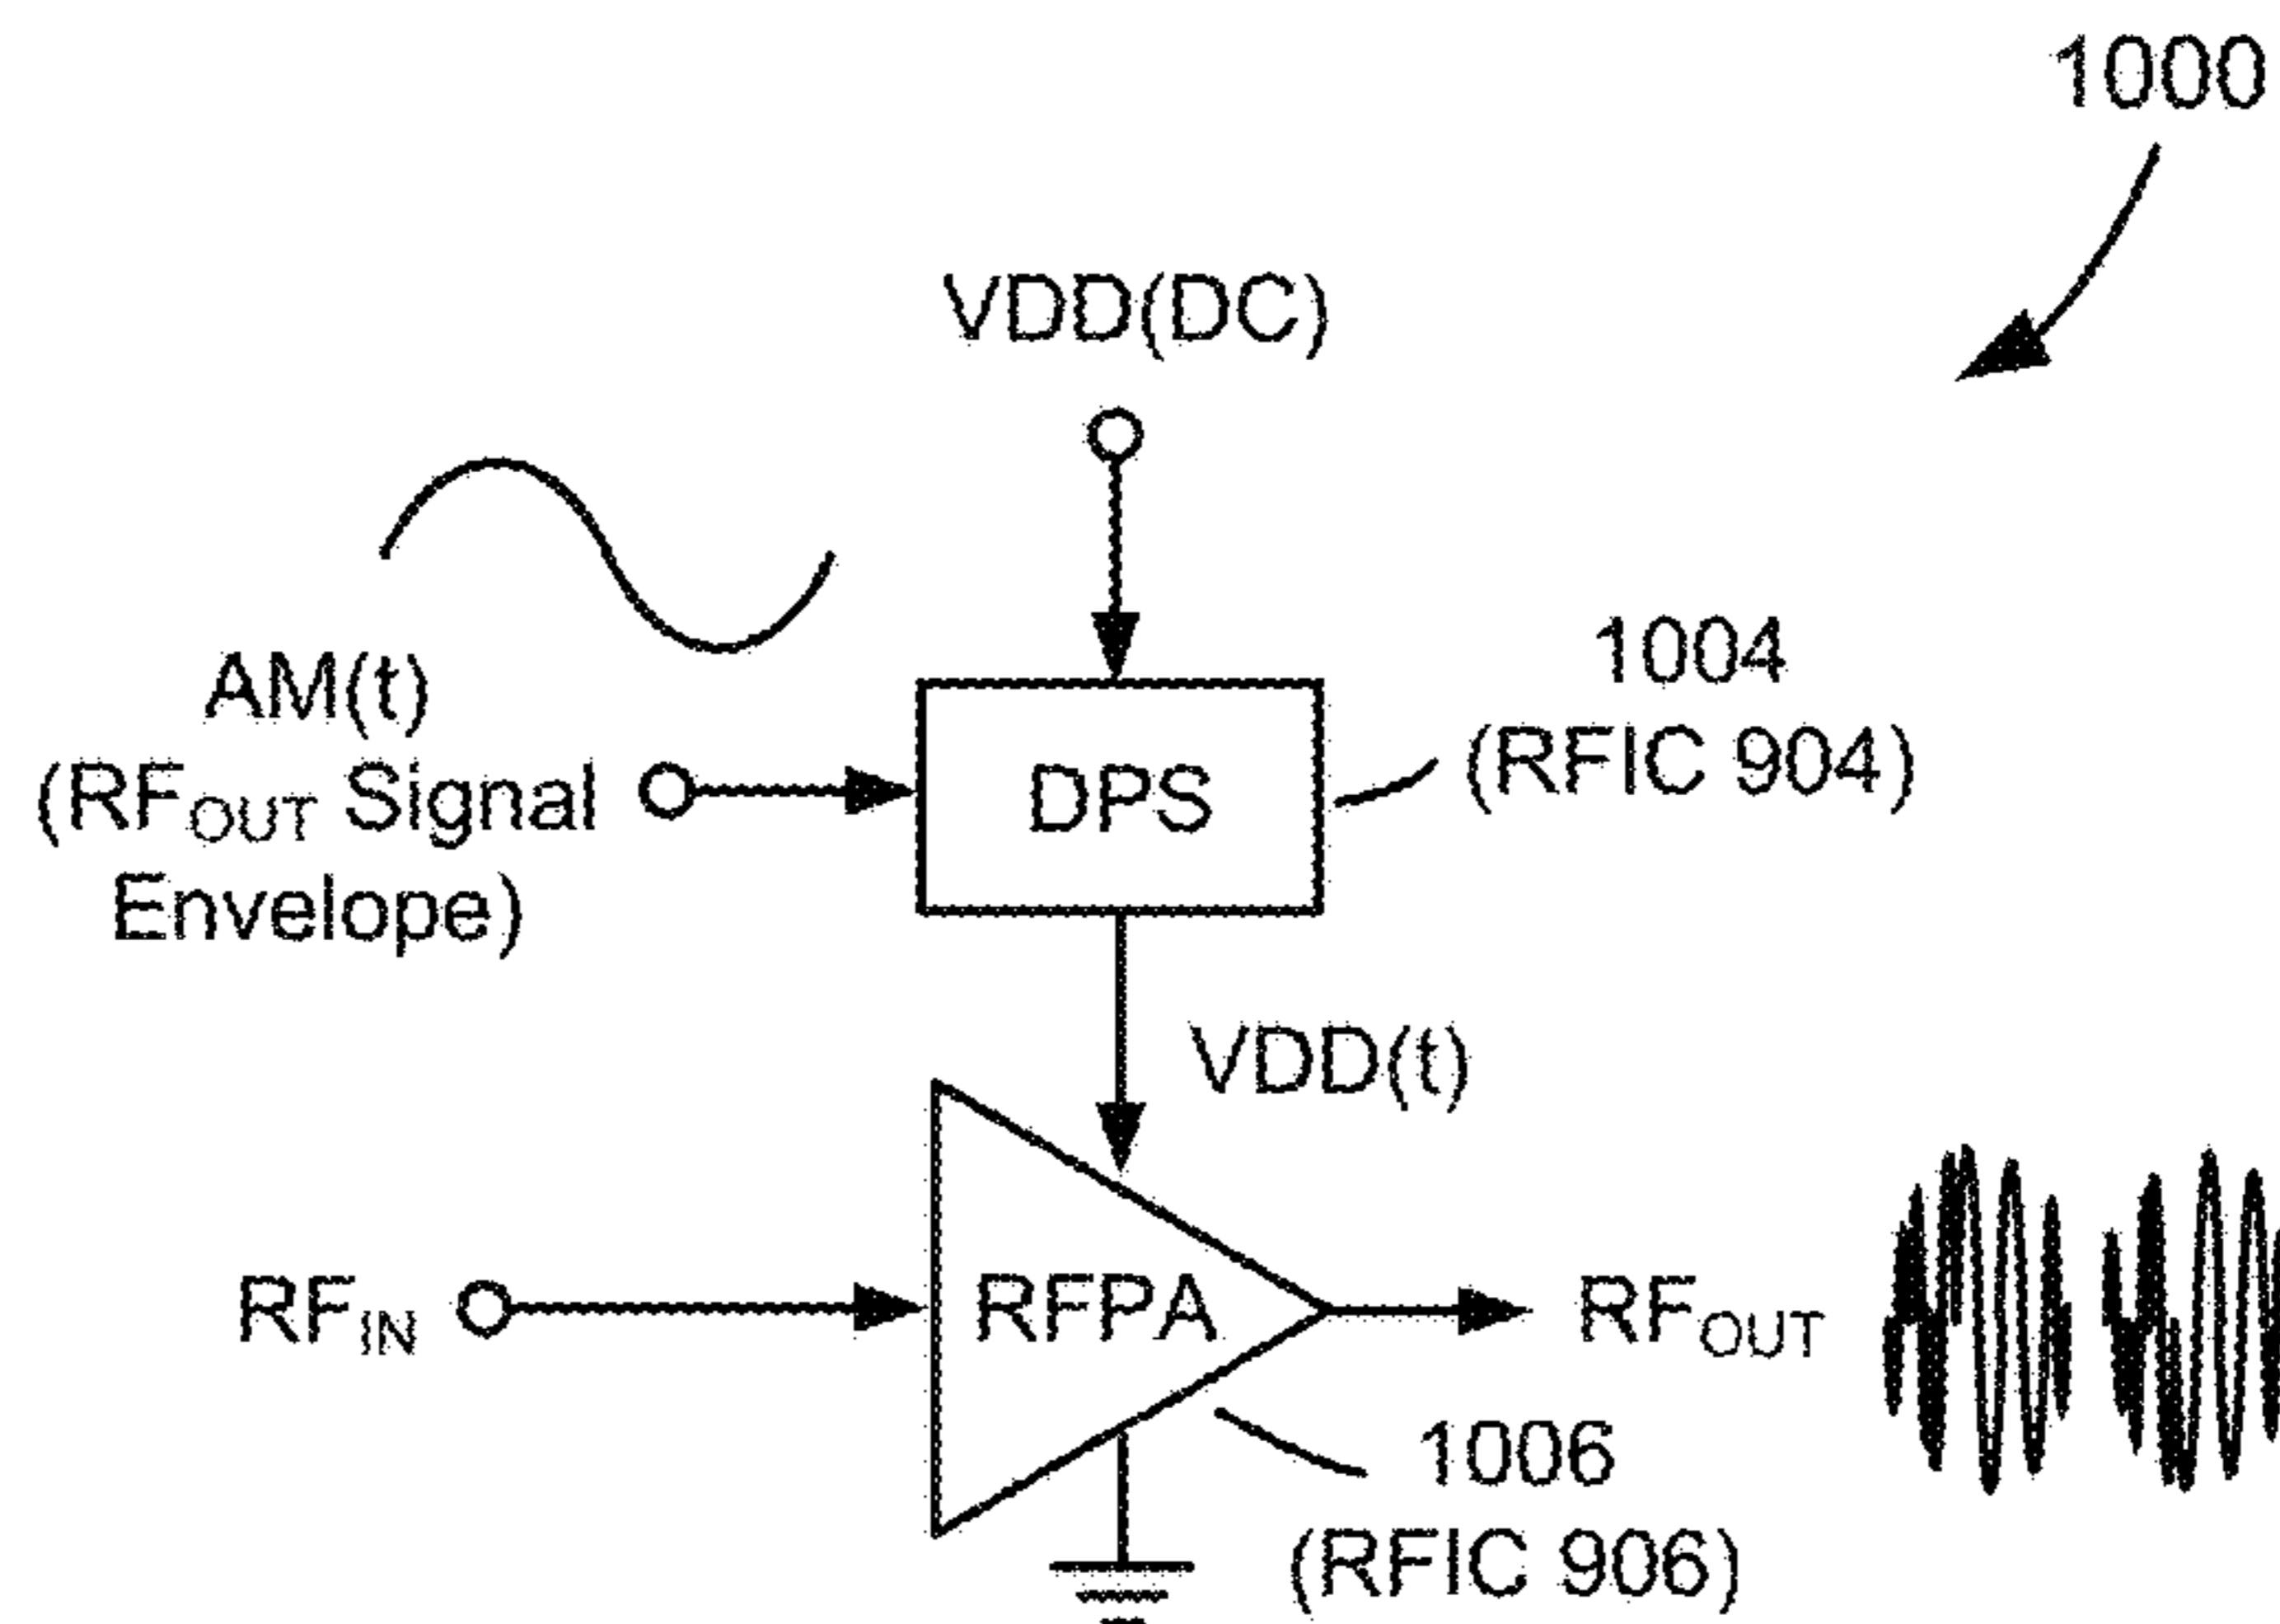 1000
VDD(DC)
AM(t)
(RFOUT Signal
Envelope)
DPS
1004
(RFIC 904)
VDD(t)
RFIN
RFPA
RFOUT
1006
(RFIC 906)